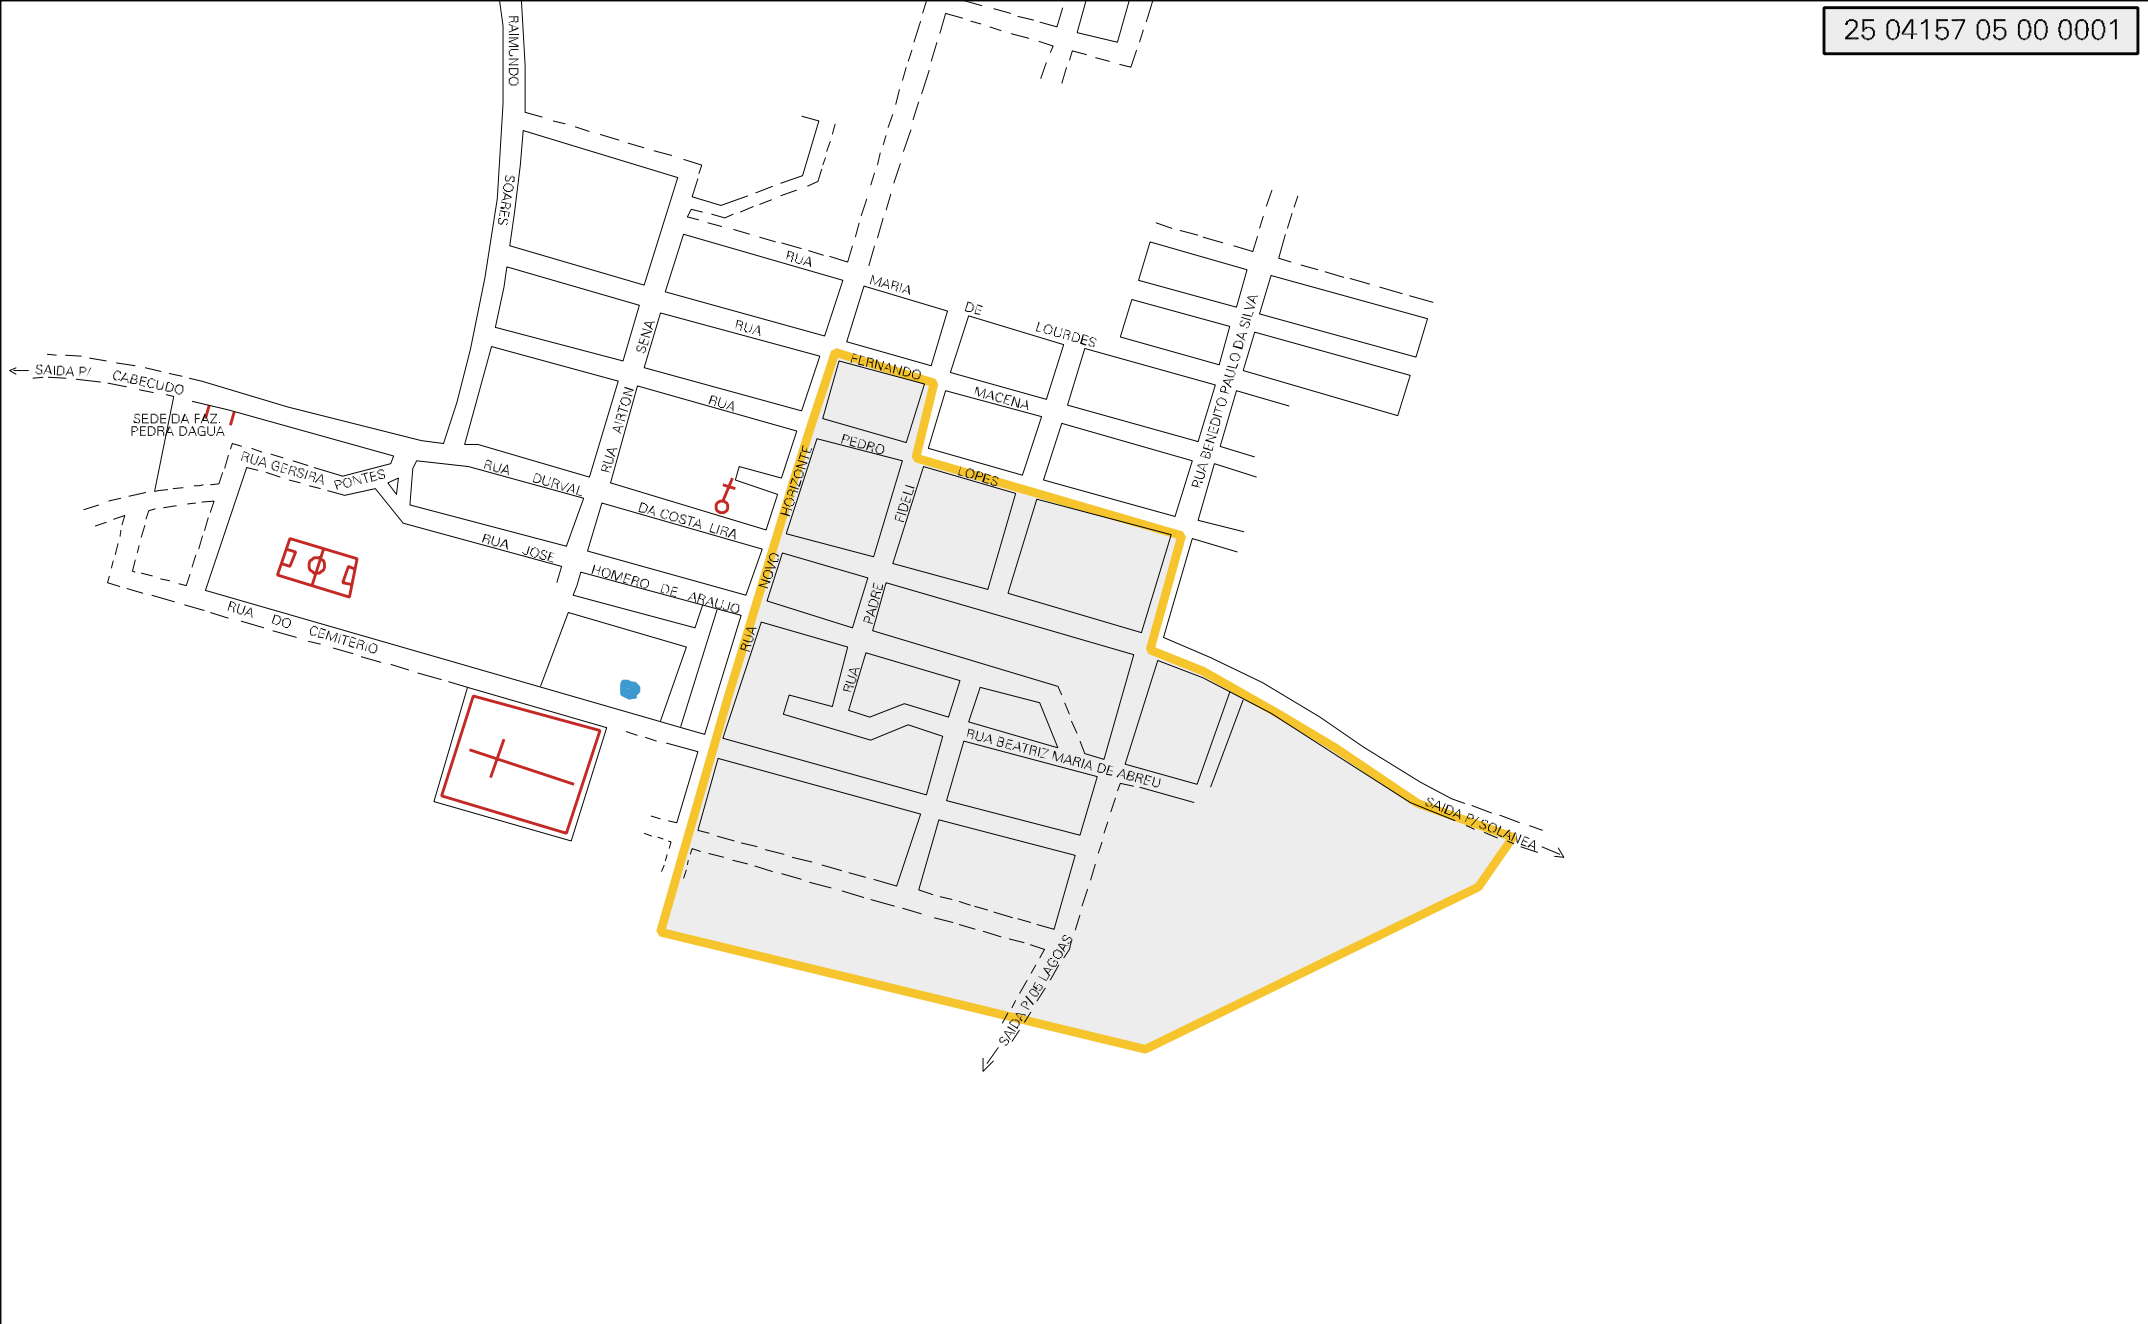 25 04157 05 00 0001
RAIMUNDO
SOARES
RUA
MARIA
DE
LOURDES
RUA
FERNANDO
MACENA
RUA
PEDRO
LOPES
RUA AIRTON SENA
RUA BENEDITO PAULO DA SILVA
SAIDA P/ CABECUDO
SEDE DA FAZ.
PEDRA DAGUA
RUA GERSIRA PONTES
RUA DURVAL DA COSTA LIRA
RUA JOSE HOMERO DE ARAUJO
RUA DO CEMITERIO
RUA NOVO HORIZONTE
RUA PADRE FIDELI
RUA BEATRIZ MARIA DE ABREU
SAIDA P/ SOLANEA
SAIDA P/ 05 LAGOAS